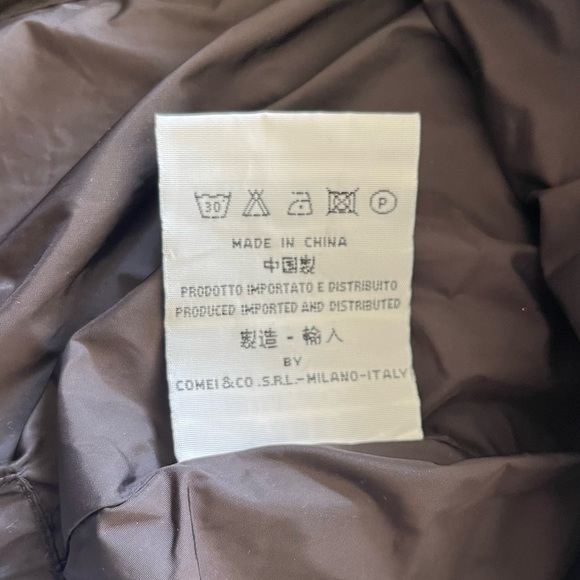 30 P
MADE IN CHINA
中国製
PRODOTTO IMPORTATO E DISTRIBUITO
PRODUCED IMPORTED AND DISTRIBUTED
製造 - 輸入
BY
COMEI&CO.S.R.L.-MILANO-ITALY